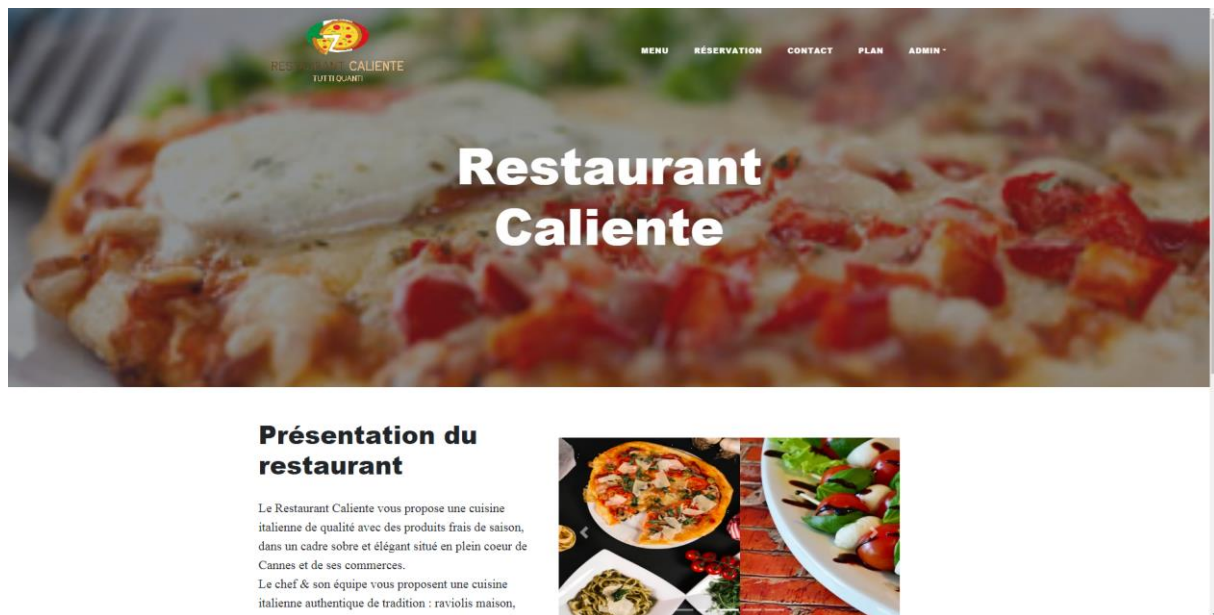 RESTAURANT CALIENTE
TUTTI QUANTI
MENU RÉSERVATION CONTACT PLAN ADMIN
Restaurant
Caliente
Présentation du
restaurant
Le Restaurant Caliente vous propose une cuisine
italienne de qualité avec des produits frais de saison,
dans un cadre sobre et élégant situé en plein coeur de
Cannes et de ses commerces.
Le chef & son équipe vous proposent une cuisine
italienne authentique de tradition : raviolis maison,